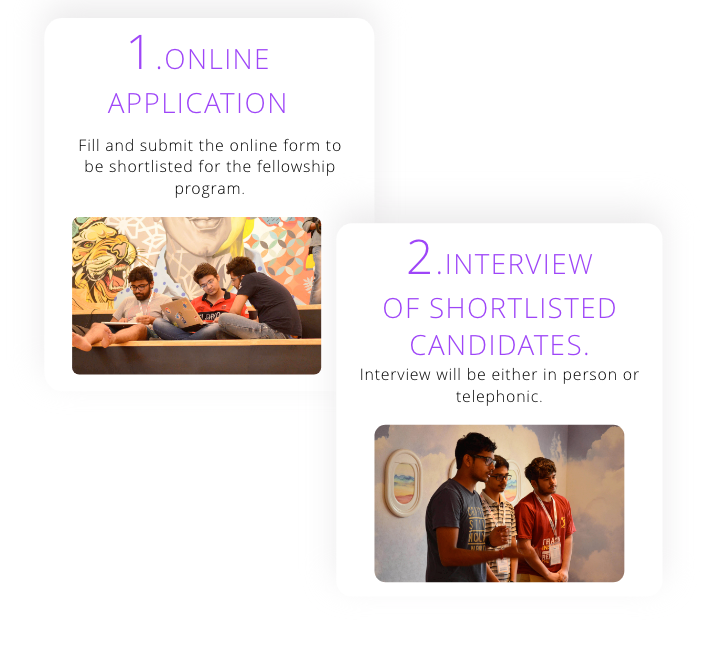 1.ONLINE
APPLICATION
Fill and submit the online form to
be shortlisted for the fellowship
program.
2.INTERVIEW
OF SHORTLISTED
CANDIDATES.
Interview will be either in person or
telephonic.